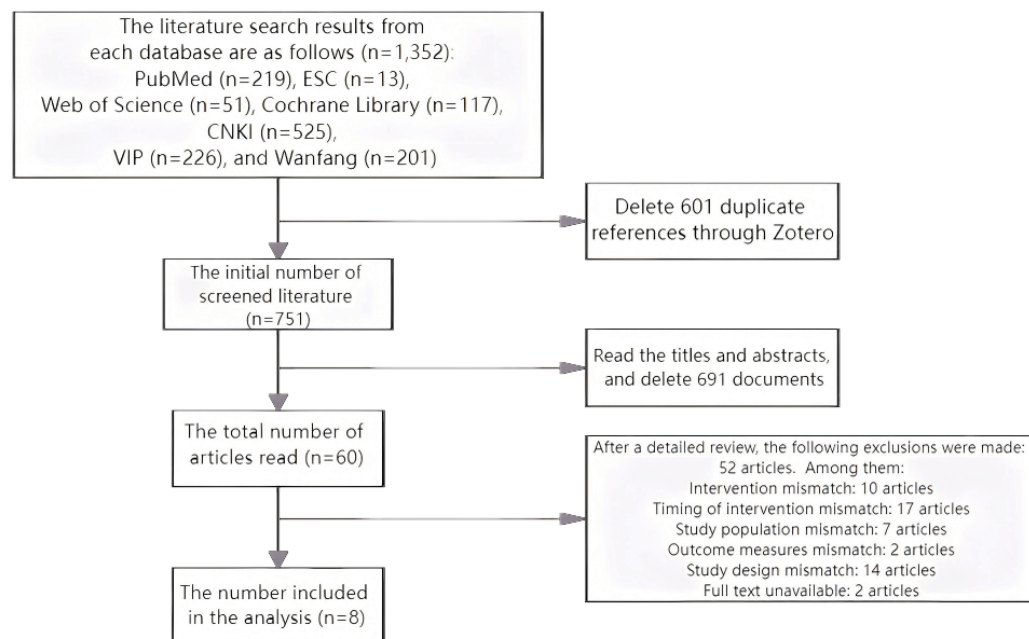 The literature search results from
each database are as follows (n=1,352):
PubMed (n=219), ESC (n=13),
Web of Science (n=51), Cochrane Library (n=117),
CNKI (n=525),
VIP (n=226), and Wanfang (n=201)
Delete 601 duplicate
references through Zotero
The initial number of
screened literature
(n=751)
Read the titles and abstracts,
and delete 691 documents
The total number of
articles read (n=60)
After a detailed review, the following exclusions were made:
52 articles. Among them:
Intervention mismatch: 10 articles
Timing of intervention mismatch: 17 articles
Study population mismatch: 7 articles
Outcome measures mismatch: 2 articles
Study design mismatch: 14 articles
Full text unavailable: 2 articles
The number included
in the analysis (n=8)